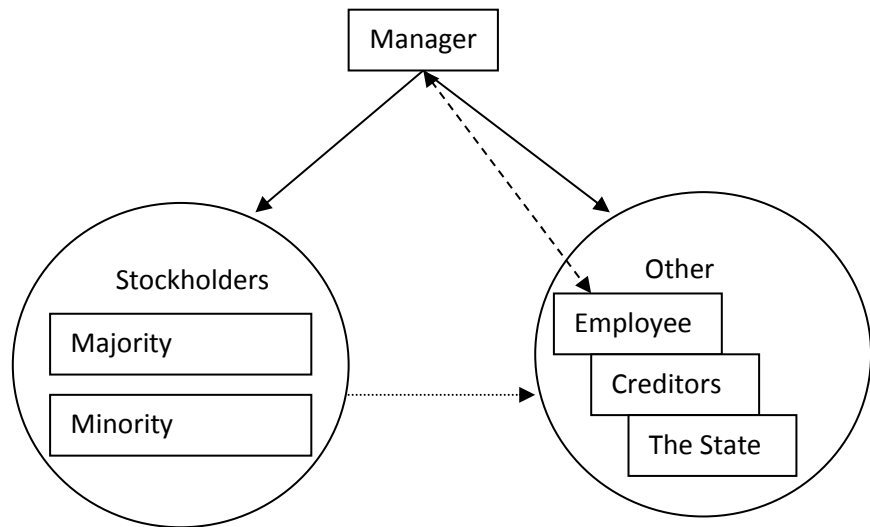 Manager
Stockholders
Majority
Minority
Other
Employee
Creditors
The State